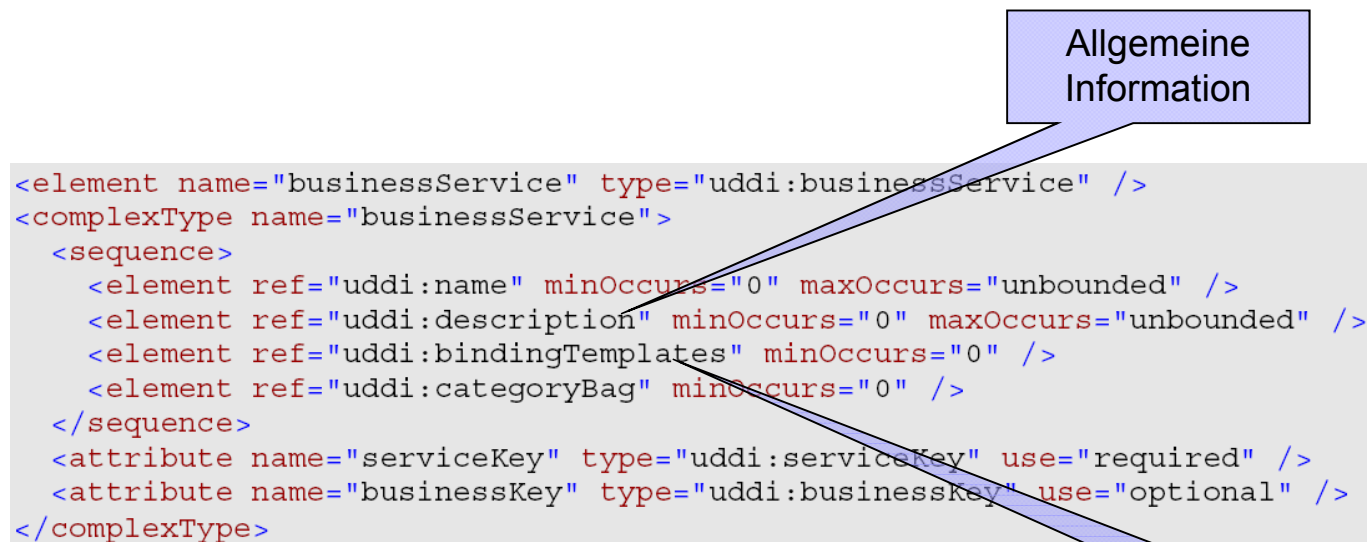 Allgemeine
Information
<element name="businessService" type="uddi:businessService" />
<complexType name="businessService">
<sequence>
<element ref="uddi:name" minOccurs="0" maxOccurs="unbounded" />
<element ref="uddi:description" minOccurs="0" maxOccurs="unbounded" />
<element ref="uddi:bindingTemplates" minOccurs="0" />
<element ref="uddi:categoryBag" minOccurs="0" />
</sequence>
<attribute name="serviceKey" type="uddi:serviceKey" use="required" />
<attribute name="businessKey" type="uddi:businessKey" use="optional" />
</complexType>